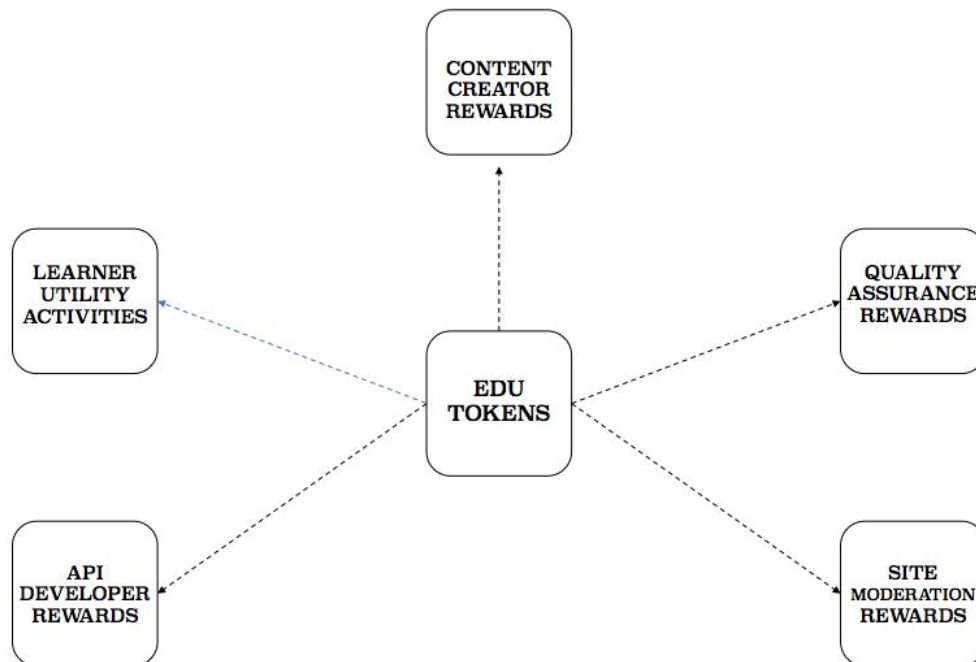 CONTENT
CREATOR
REWARDS
LEARNER
UTILITY
ACTIVITIES
QUALITY
ASSURANCE
REWARDS
EDU
TOKENS
API
DEVELOPER
REWARDS
SITE
MODERATION
REWARDS